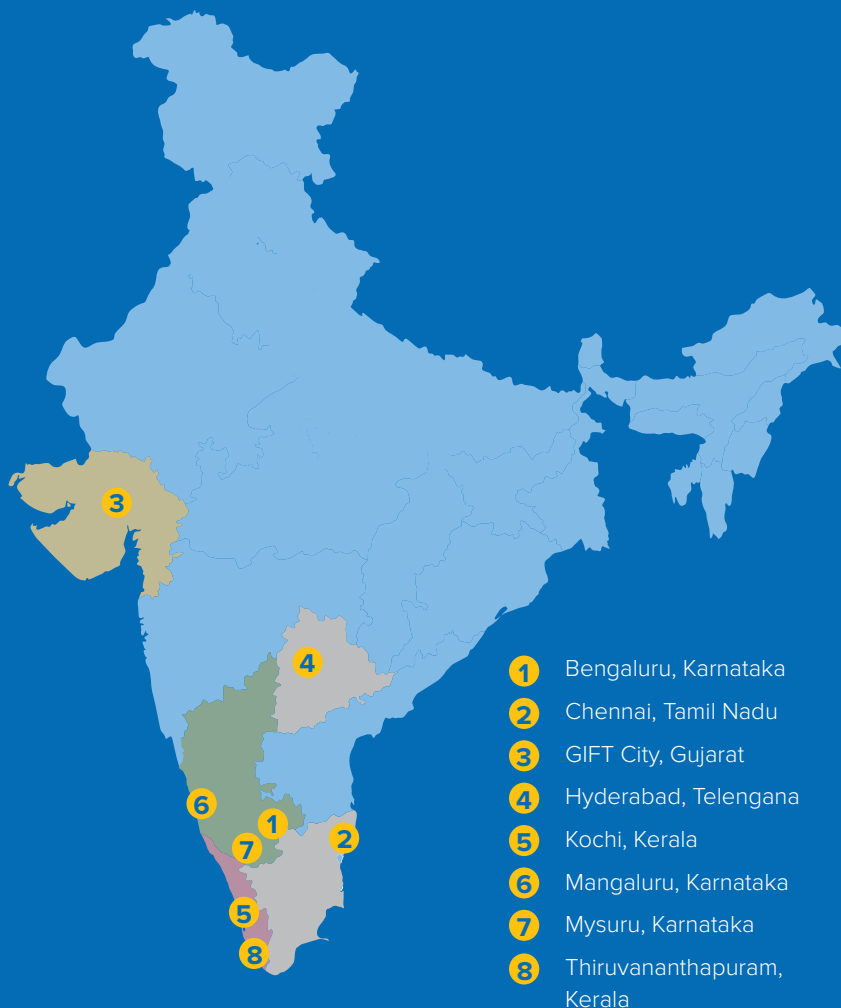 3
4
6
1
2
7
5
8
1 Bengaluru, Karnataka
2 Chennai, Tamil Nadu
3 GIFT City, Gujarat
4 Hyderabad, Telengana
5 Kochi, Kerala
6 Mangaluru, Karnataka
7 Mysuru, Karnataka
8 Thiruvananthapuram,
Kerala